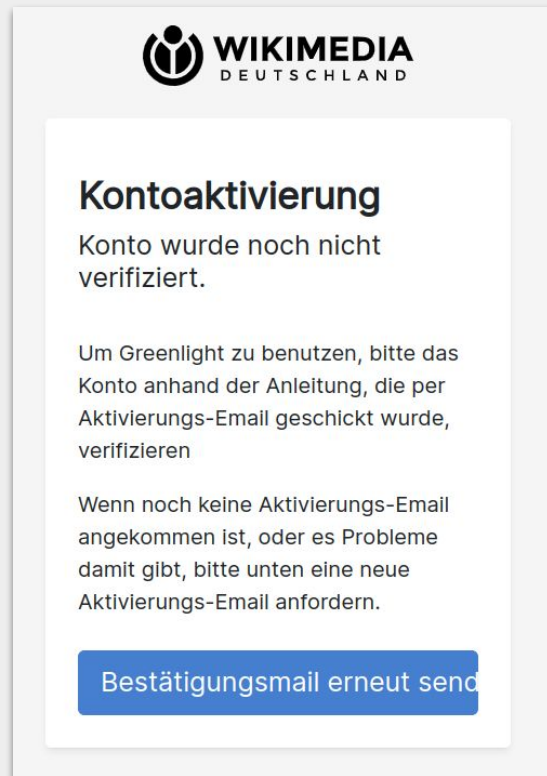 WIKIMEDIA
DEUTSCHLAND
Kontoaktivierung
Konto wurde noch nicht
verifiziert.
Um Greenlight zu benutzen, bitte das
Konto anhand der Anleitung, die per
Aktivierungs-Email geschickt wurde,
verifizieren
Wenn noch keine Aktivierungs-Email
angekommen ist, oder es Probleme
damit gibt, bitte unten eine neue
Aktivierungs-Email anfordern.
Bestätigungsmail erneut send